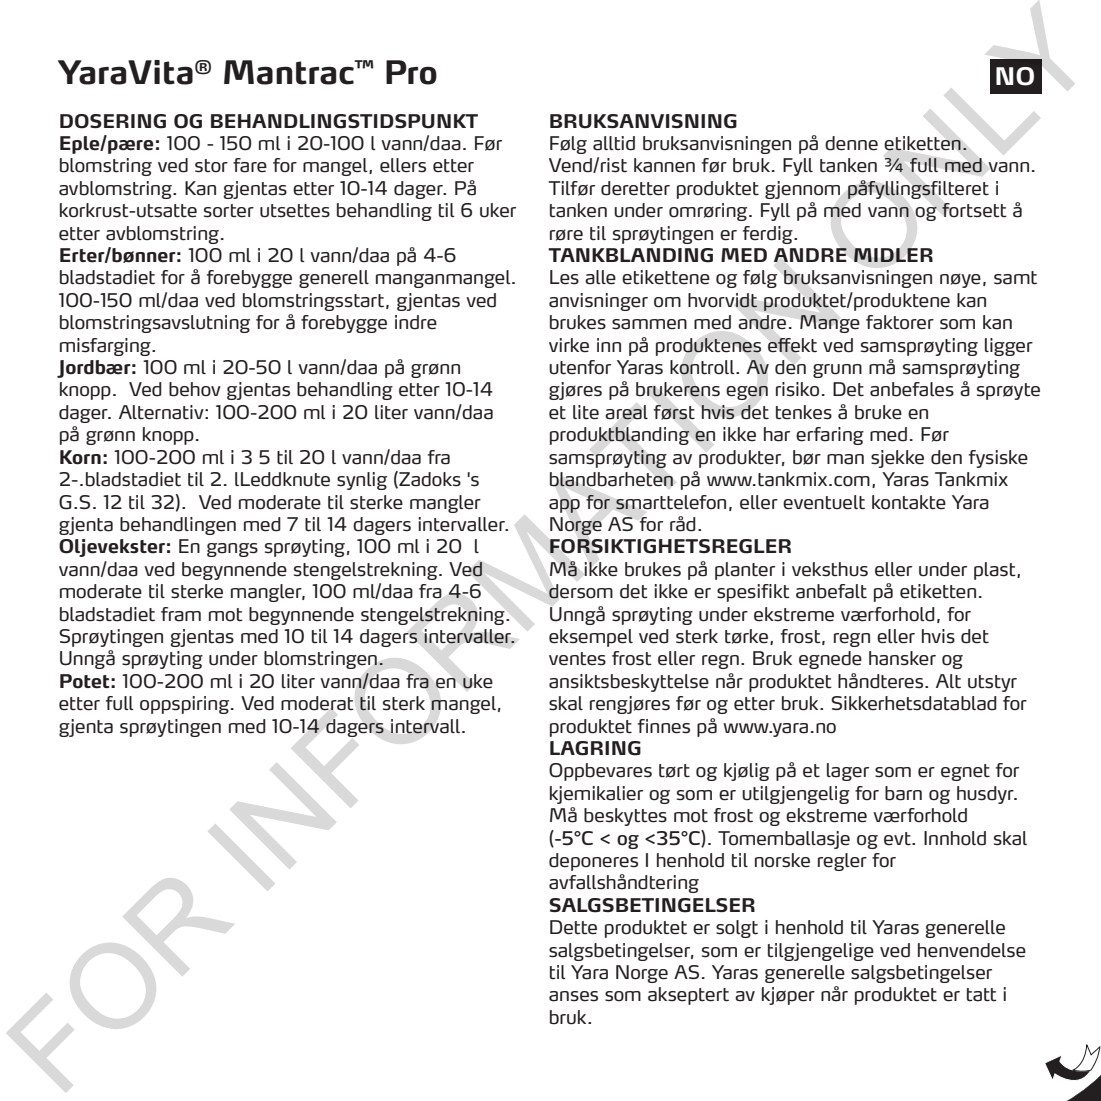 YaraVita® Mantrac™ Pro
NO
DOSERING OG BEHANDLINGSTIDSPUNKT
Eple/pære: 100 - 150 ml i 20-100 l vann/daa. Før
blomstring ved stor fare for mangel, ellers etter
avblomstring. Kan gjentas etter 10-14 dager. På
korkrust-utsatte sorter utsettes behandling til 6 uker
etter avblomstring.
Erter/bønner: 100 ml i 20 l vann/daa på 4-6
bladstadiet for å forebygge generell manganmangel.
100-150 ml/daa ved blomstringsstart, gjentas ved
blomstringsavslutning for å forebygge indre
misfarging.
Jordbær: 100 ml i 20-50 l vann/daa på grønn
knopp.  Ved behov gjentas behandling etter 10-14
dager. Alternativ: 100-200 ml i 20 liter vann/daa
på grønn knopp.
Korn: 100-200 ml i 3 5 til 20 l vann/daa fra
2-.bladstadiet til 2. lLeddknute synlig (Zadoks 's
G.S. 12 til 32).  Ved moderate til sterke mangler
gjenta behandlingen med 7 til 14 dagers intervaller.
Oljevekster: En gangs sprøyting, 100 ml i 20  l
vann/daa ved begynnende stengelstrekning. Ved
moderate til sterke mangler, 100 ml/daa fra 4-6
bladstadiet fram mot begynnende stengelstrekning.
Sprøytingen gjentas med 10 til 14 dagers intervaller.
Unngå sprøyting under blomstringen.
Potet: 100-200 ml i 20 liter vann/daa fra en uke
etter full oppspiring. Ved moderat til sterk mangel,
gjenta sprøytingen med 10-14 dagers intervall.
BRUKSANVISNING
Følg alltid bruksanvisningen på denne etiketten.
Vend/rist kannen før bruk. Fyll tanken ¾ full med vann.
Tilfør deretter produktet gjennom påfyllingsfilteret i
tanken under omrøring. Fyll på med vann og fortsett å
røre til sprøytingen er ferdig.
TANKBLANDING MED ANDRE MIDLER
Les alle etikettene og følg bruksanvisningen nøye, samt
anvisninger om hvorvidt produktet/produktene kan
brukes sammen med andre. Mange faktorer som kan
virke inn på produktenes effekt ved samsprøyting ligger
utenfor Yaras kontroll. Av den grunn må samsprøyting
gjøres på brukerens egen risiko. Det anbefales å sprøyte
et lite areal først hvis det tenkes å bruke en
produktblanding en ikke har erfaring med. Før
samsprøyting av produkter, bør man sjekke den fysiske
blandbarheten på www.tankmix.com, Yaras Tankmix
app for smarttelefon, eller eventuelt kontakte Yara
Norge AS for råd.
FORSIKTIGHETSREGLER
Må ikke brukes på planter i veksthus eller under plast,
dersom det ikke er spesifikt anbefalt på etiketten.
Unngå sprøyting under ekstreme værforhold, for
eksempel ved sterk tørke, frost, regn eller hvis det
ventes frost eller regn. Bruk egnede hansker og
ansiktsbeskyttelse når produktet håndteres. Alt utstyr
skal rengjøres før og etter bruk. Sikkerhetsdatablad for
produktet finnes på www.yara.no
LAGRING
Oppbevares tørt og kjølig på et lager som er egnet for
kjemikalier og som er utilgjengelig for barn og husdyr.
Må beskyttes mot frost og ekstreme værforhold
(-5°C < og <35°C). Tomemballasje og evt. Innhold skal
deponeres I henhold til norske regler for
avfallshåndtering
SALGSBETINGELSER
Dette produktet er solgt i henhold til Yaras generelle
salgsbetingelser, som er tilgjengelige ved henvendelse
til Yara Norge AS. Yaras generelle salgsbetingelser
anses som akseptert av kjøper når produktet er tatt i
bruk.
FOR INFORMATION ONLY